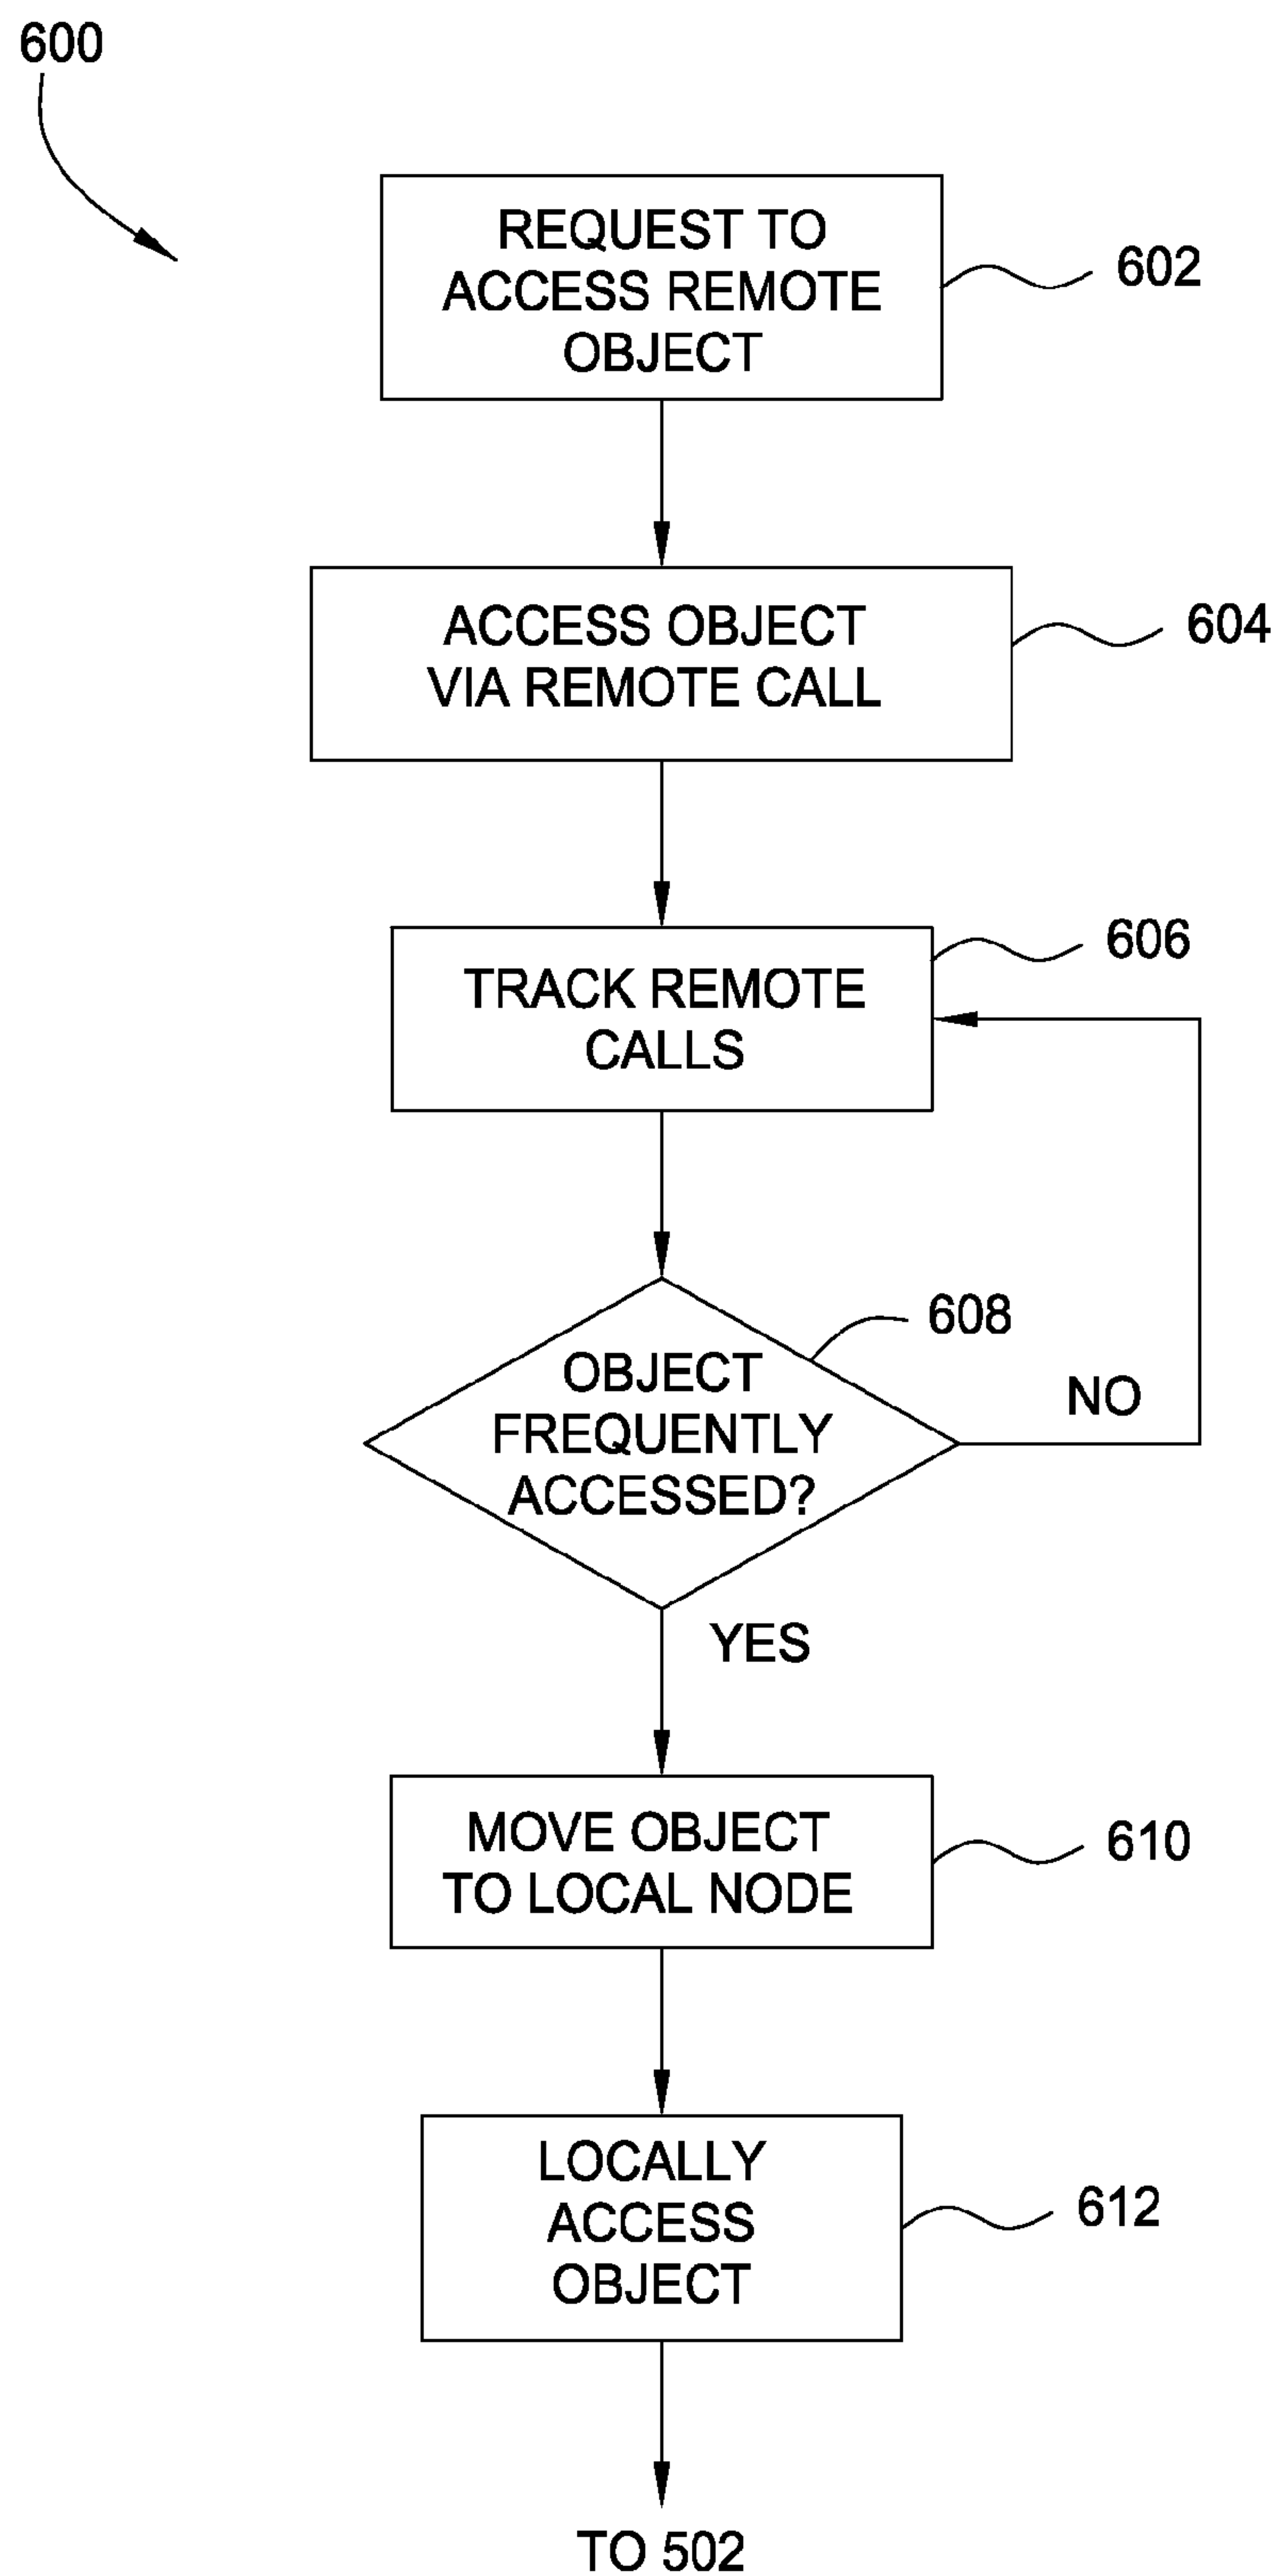 600
REQUEST TO
ACCESS REMOTE
OBJECT
602
ACCESS OBJECT
VIA REMOTE CALL
604
TRACK REMOTE
CALLS
606
OBJECT
FREQUENTLY
ACCESSED?
608
NO
YES
MOVE OBJECT
TO LOCAL NODE
610
LOCALLY
ACCESS
OBJECT
612
TO 502